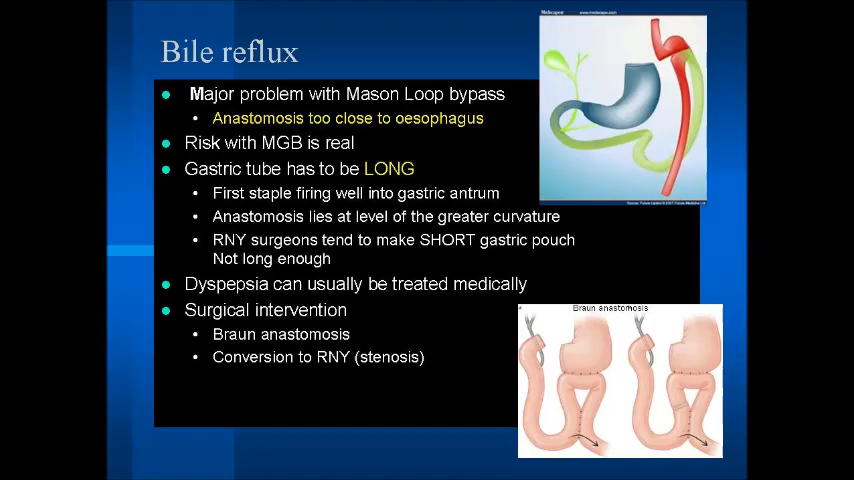 Medscape® www.medscape.com
Bile reflux
Major problem with Mason Loop bypass
Anastomosis too close to oesophagus
Risk with MGB is real
Gastric tube has to be LONG
First staple firing well into gastric antrum
Anastomosis lies at level of the greater curvature
RNY surgeons tend to make SHORT gastric pouch
Not long enough
Dyspepsia can usually be treated medically
Surgical intervention
Braun anastomosis
Conversion to RNY (stenosis)
Braun anastomosis